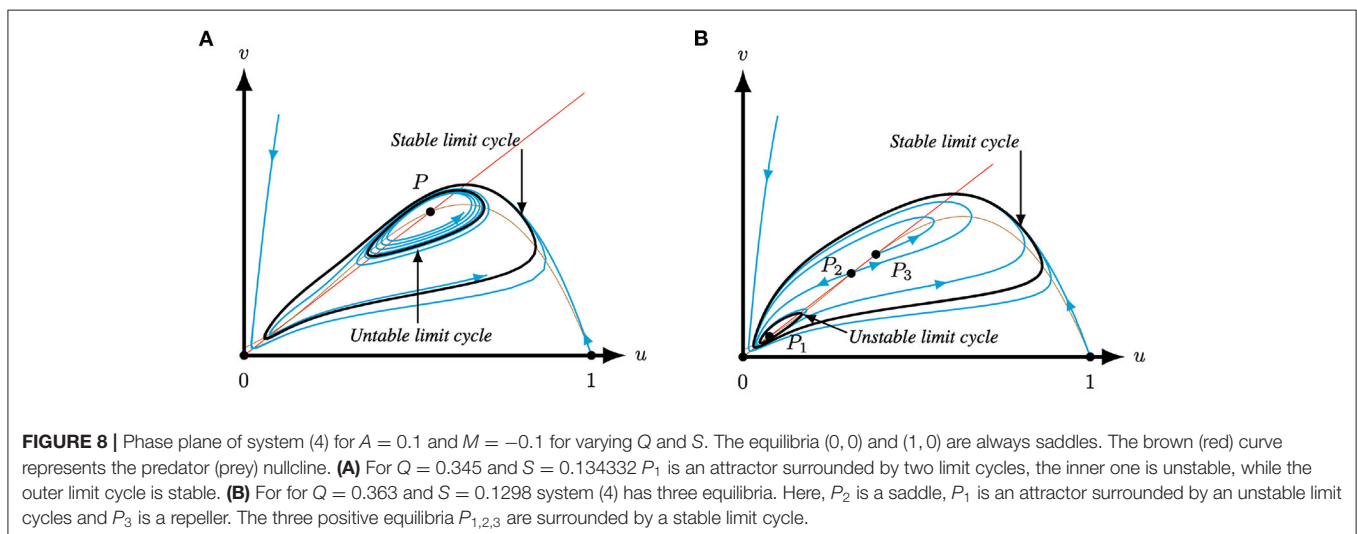 A
B
v
v
Stable limit cycle
Stable limit cycle
P
P2
P3
Untable limit cycle
Unstable limit cycle
P1
u
u
0
1
0
1
FIGURE 8 | Phase plane of system (4) for A = 0.1 and M = −0.1 for varying Q and S. The equilibria (0, 0) and (1, 0) are always saddles. The brown (red) curve
represents the predator (prey) nullcline. (A) For Q = 0.345 and S = 0.134332 P1 is an attractor surrounded by two limit cycles, the inner one is unstable, while the
outer limit cycle is stable. (B) For for Q = 0.363 and S = 0.1298 system (4) has three equilibria. Here, P2 is a saddle, P1 is an attractor surrounded by an unstable limit
cycles and P3 is a repeller. The three positive equilibria P1,2,3 are surrounded by a stable limit cycle.